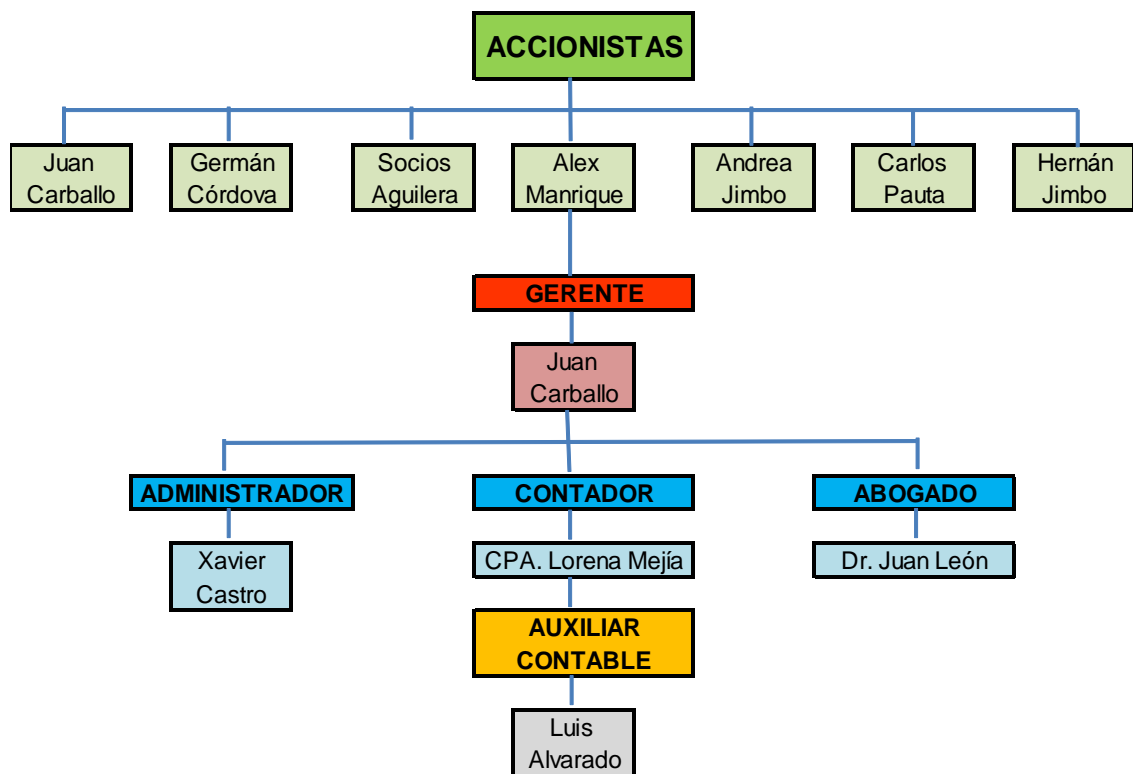 ACCIONISTAS
Juan
Carballo
Germán
Córdova
Socios
Aguilera
Alex
Manrique
Andrea
Jimbo
Carlos
Pauta
Hernán
Jimbo
GERENTE
Juan
Carballo
ADMINISTRADOR
CONTADOR
ABOGADO
Xavier
Castro
CPA. Lorena Mejía
Dr. Juan León
AUXILIAR
CONTABLE
Luis
Alvarado